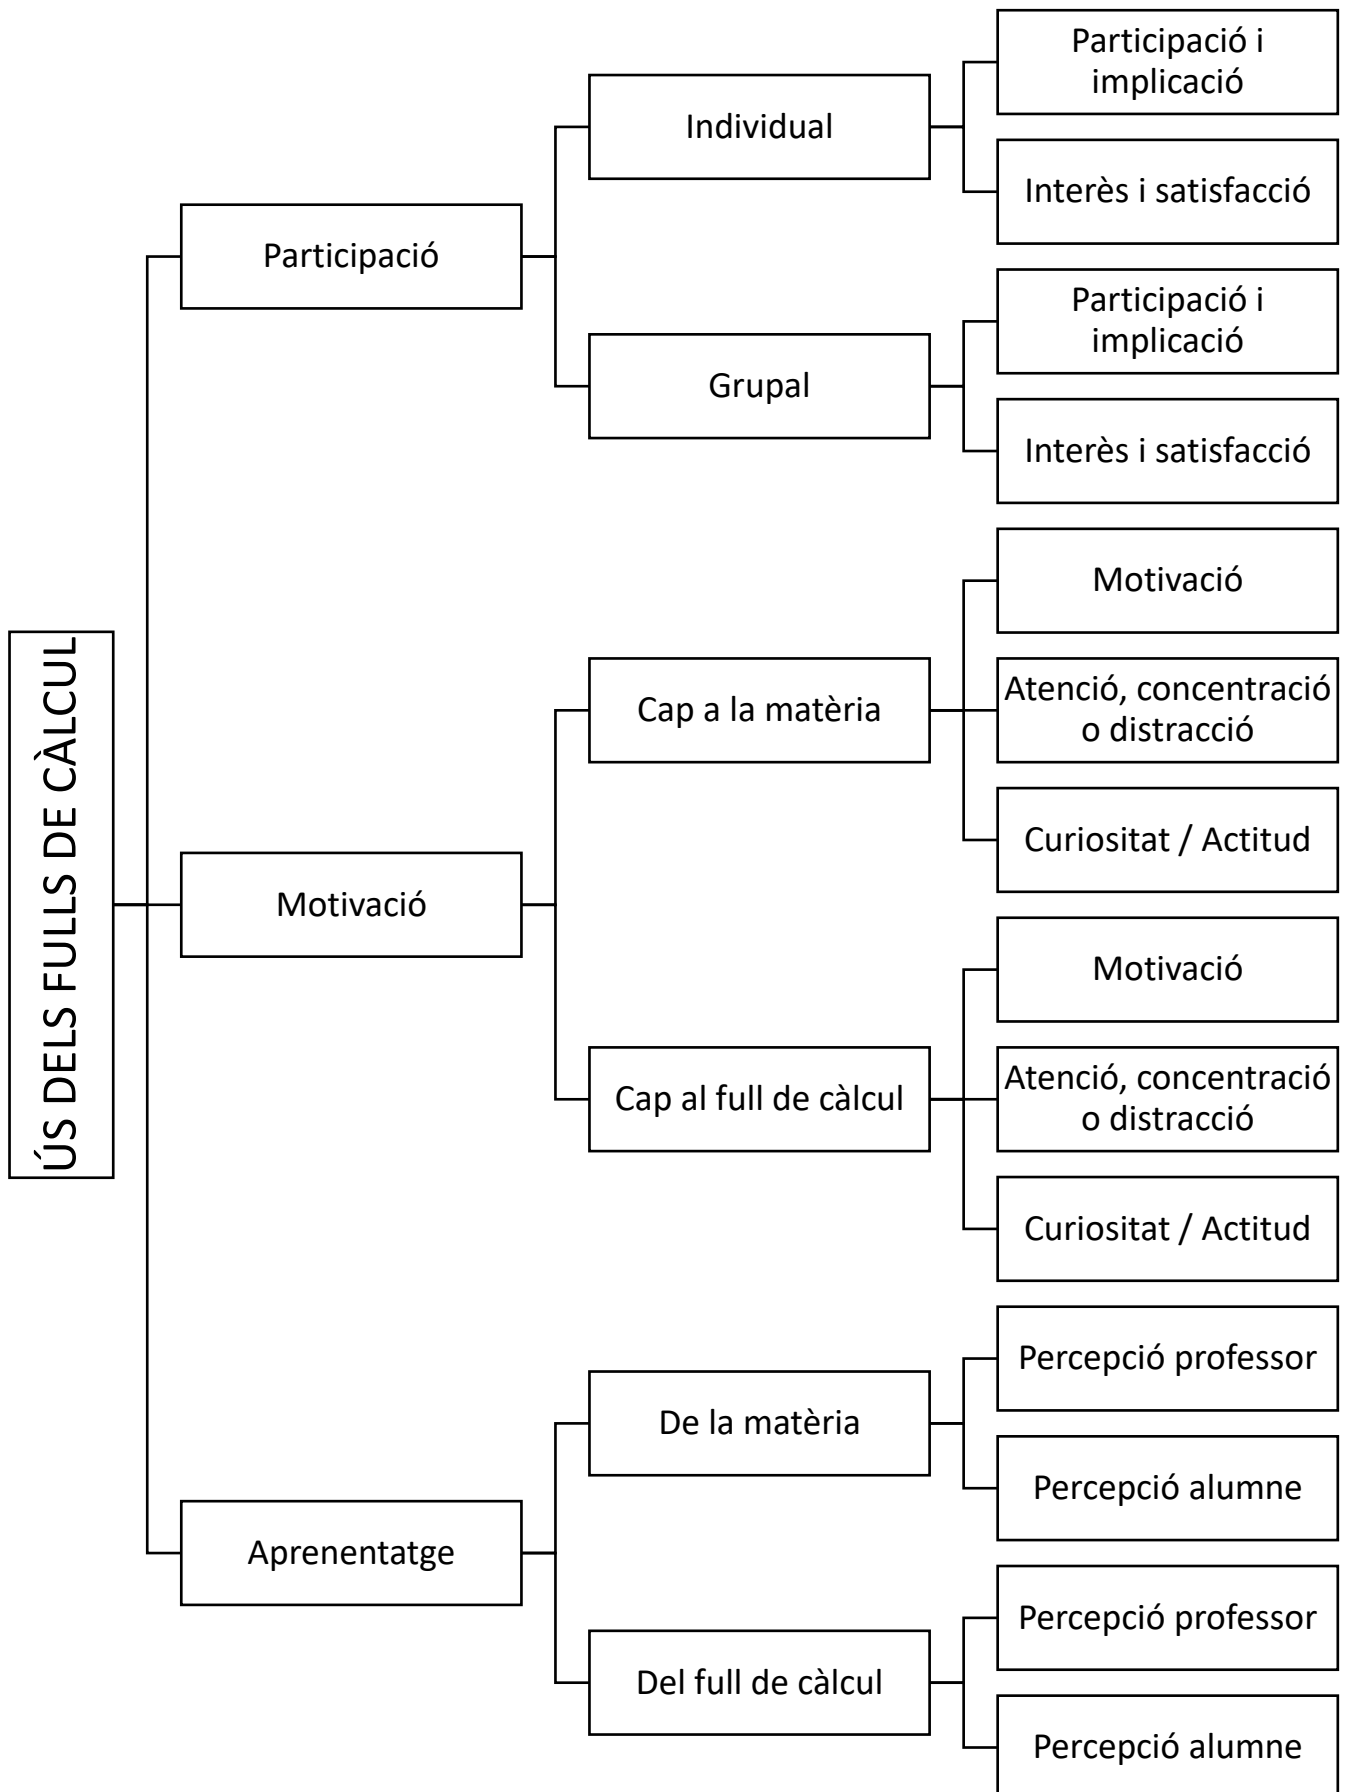 ÚS DELS FULLS DE CÀLCUL
Participació
Individual
Participació i
implicació
Interès i satisfacció
Grupal
Participació i
implicació
Interès i satisfacció
Motivació
Cap a la matèria
Motivació
Atenció, concentració
o distracció
Curiositat / Actitud
Cap al full de càlcul
Motivació
Atenció, concentració
o distracció
Curiositat / Actitud
Aprenentatge
De la matèria
Percepció professor
Percepció alumne
Del full de càlcul
Percepció professor
Percepció alumne